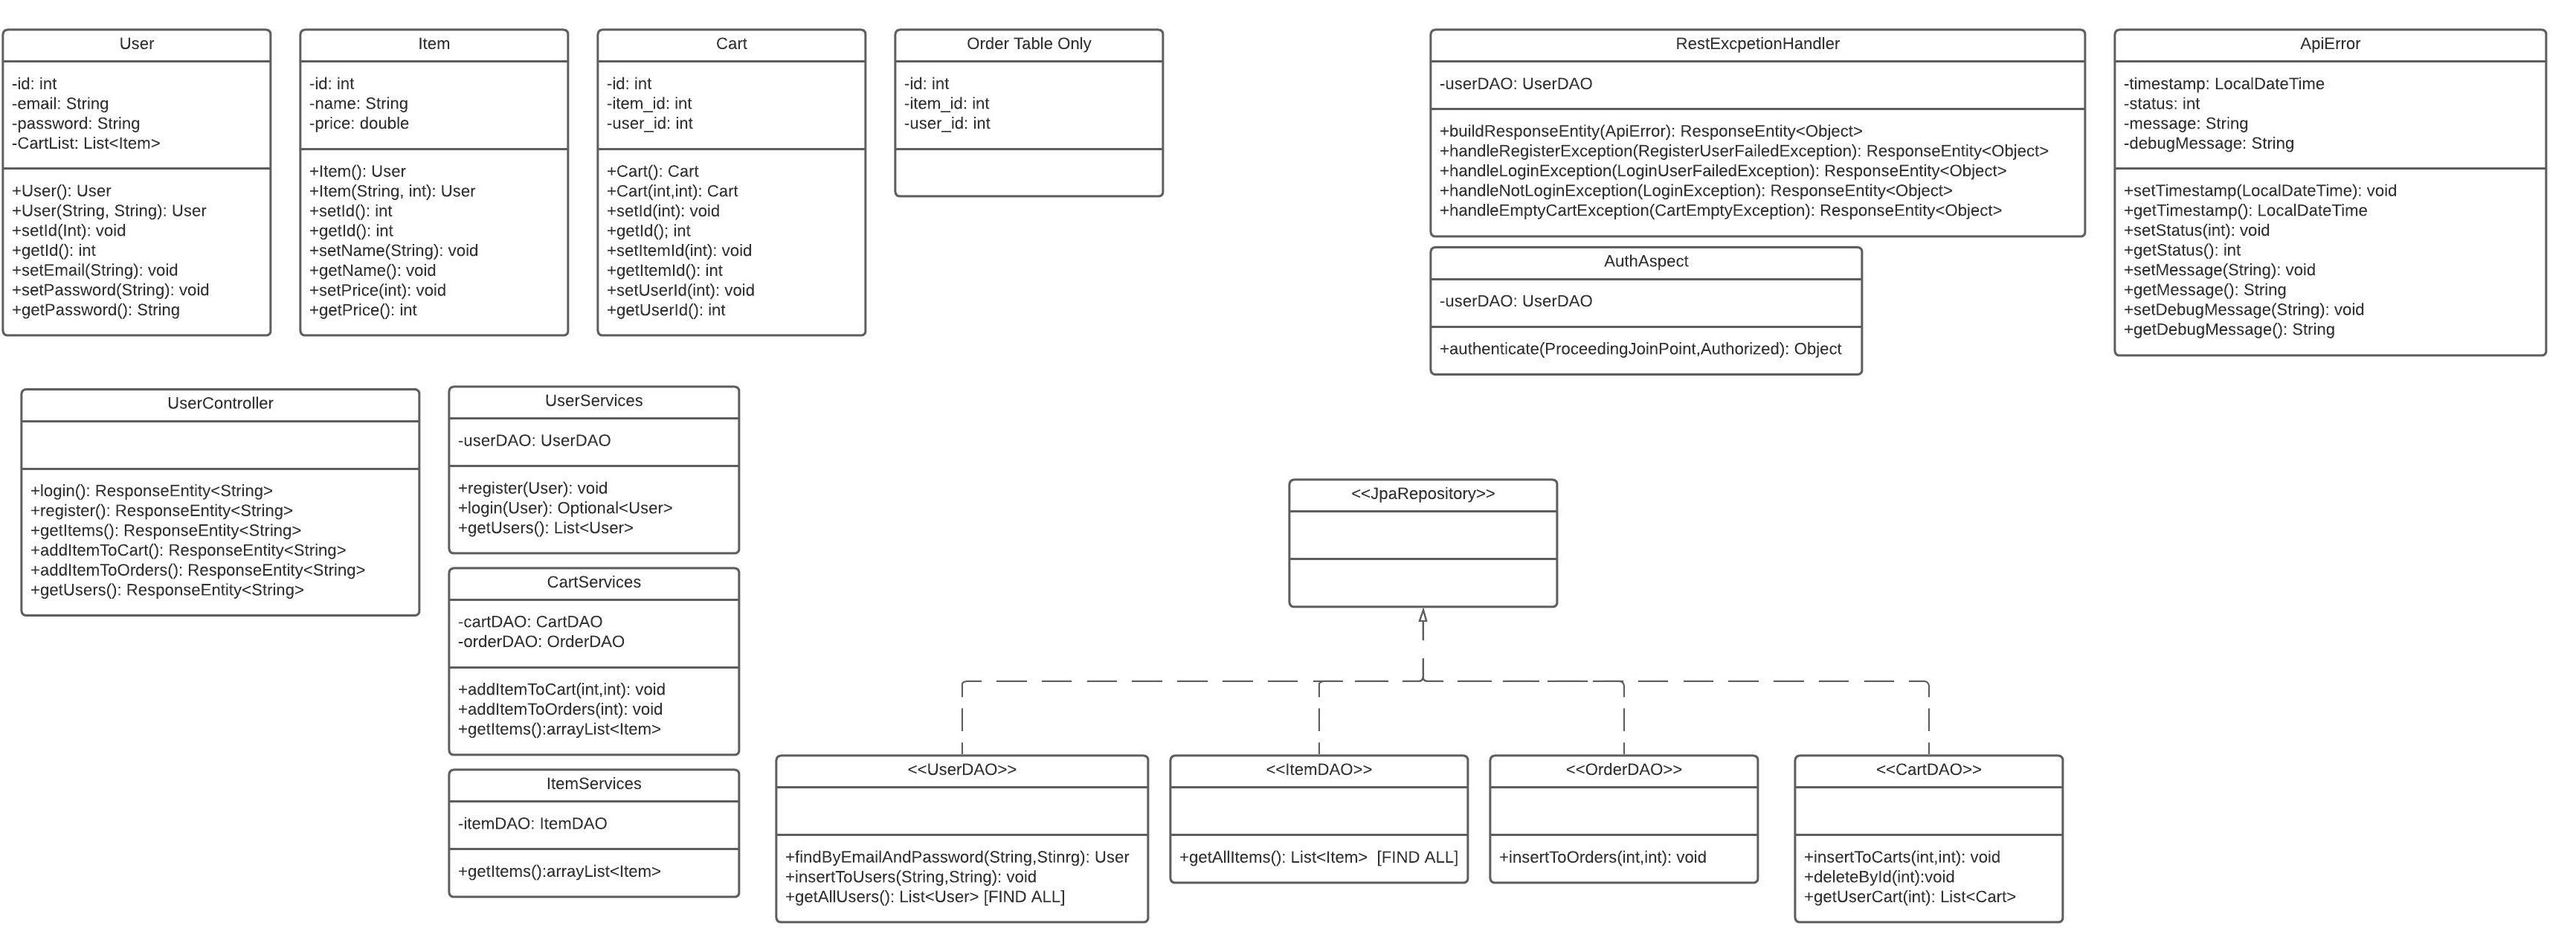 User
-id: int
-email: String
-password: String
-CartList: List<Item>
+User(): User
+User(String, String): User
+setId(Int): void
+getId(): int
+setEmail(String): void
+setPassword(String): void
+getPassword(): String
Item
-id: int
-name: String
-price: double
+Item(): User
+Item(String, int): User
+setId(): int
+getId(): int
+setName(String): void
+getName(): void
+setPrice(int): void
+getPrice(): int
Cart
-id: int
-item_id: int
-user_id: int
+Cart(): Cart
+Cart(int,int): Cart
+setId(int): void
+getId(); int
+setItemId(int): void
+getItemId(): int
+setUserId(int): void
+getUserId(): int
Order Table Only
-id: int
-item_id: int
-user_id: int
RestExcpetionHandler
-userDAO: UserDAO
+buildResponseEntity(ApiError): ResponseEntity<Object>
+handleRegisterException(RegisterUserFailedException): ResponseEntity<Object>
+handleLoginException(LoginUserFailedException): ResponseEntity<Object>
+handleNotLoginException(LoginException): ResponseEntity<Object>
+handleEmptyCartException(CartEmptyException): ResponseEntity<Object>
AuthAspect
-userDAO: UserDAO
+authenticate(ProceedingJoinPoint,Authorized): Object
ApiError
-timestamp: LocalDateTime
-status: int
-message: String
-debugMessage: String
+setTimestamp(LocalDateTime): void
+getTimestamp(): LocalDateTime
+setStatus(int): void
+getStatus(): int
+setMessage(String): void
+getMessage(): String
+setDebugMessage(String): void
+getDebugMessage(): String
UserController
+login(): ResponseEntity<String>
+register(): ResponseEntity<String>
+getItems(): ResponseEntity<String>
+addItemToCart(): ResponseEntity<String>
+addItemToOrders(): ResponseEntity<String>
+getUsers(): ResponseEntity<String>
UserServices
-userDAO: UserDAO
+register(User): void
+login(User): Optional<User>
+getUsers(): List<User>
CartServices
-cartDAO: CartDAO
-orderDAO: OrderDAO
+addItemToCart(int,int): void
+addItemToOrders(int): void
+getItems():arrayList<Item>
ItemServices
-itemDAO: ItemDAO
+getItems():arrayList<Item>
<<JpaRepository>>
<<UserDAO>>
+findByEmailAndPassword(String,Stinrg): User
+insertToUsers(String,String): void
+getAllUsers(): List<User> [FIND ALL]
<<ItemDAO>>
+getAllItems(): List<Item>  [FIND ALL]
<<OrderDAO>>
+insertToOrders(int,int): void
<<CartDAO>>
+insertToCarts(int,int): void
+deleteById(int):void
+getUserCart(int): List<Cart>